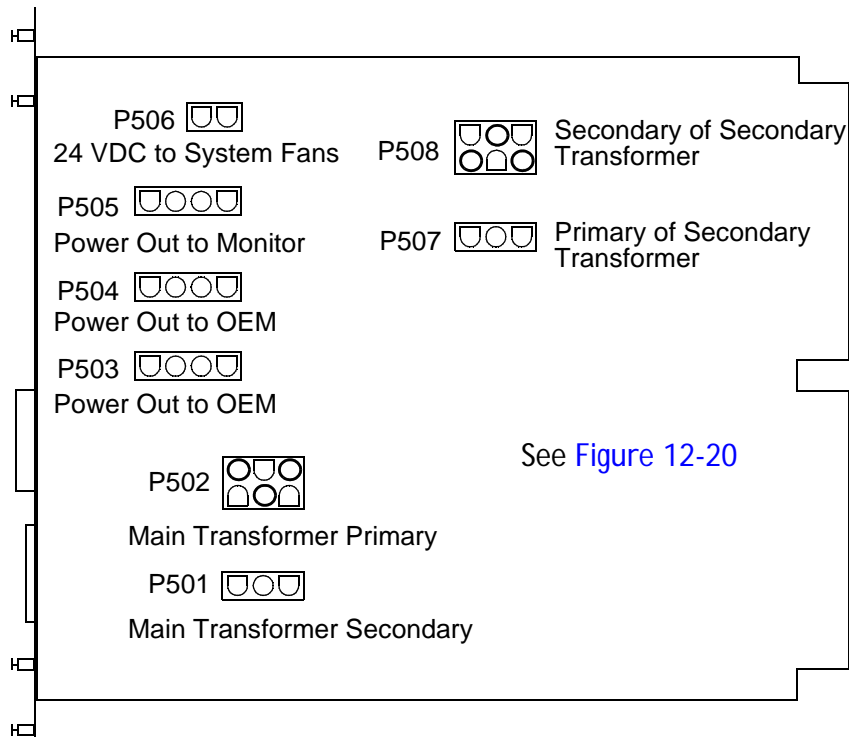 P506
24 VDC to System Fans
P505
Power Out to Monitor
P504
Power Out to OEM
P503
Power Out to OEM
P502
Main Transformer Primary
P501
Main Transformer Secondary
P508
Secondary of Secondary
Transformer
P507
Primary of Secondary
Transformer
See Figure 12-20